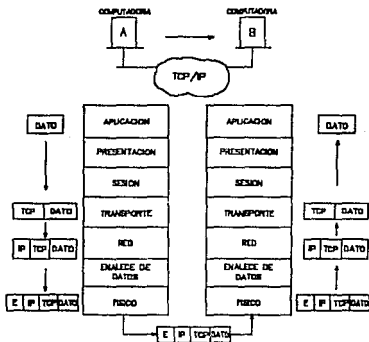 COMPUTADORA COMPUTADORA
A B
TCP/IP
DATO APLICACION APLICACION DATO
PRESENTACION PRESENTACION
SESION SESION
TCP DATO TRANSPORTE TRANSPORTE TCP DATO
IP TCP DATO RED RED IP TCP DATO
ENALECE DE DATOS ENALECE DE DATOS
E IP TCP DATO FISICO FISICO E IP TCP DATO
E IP TCP DATO